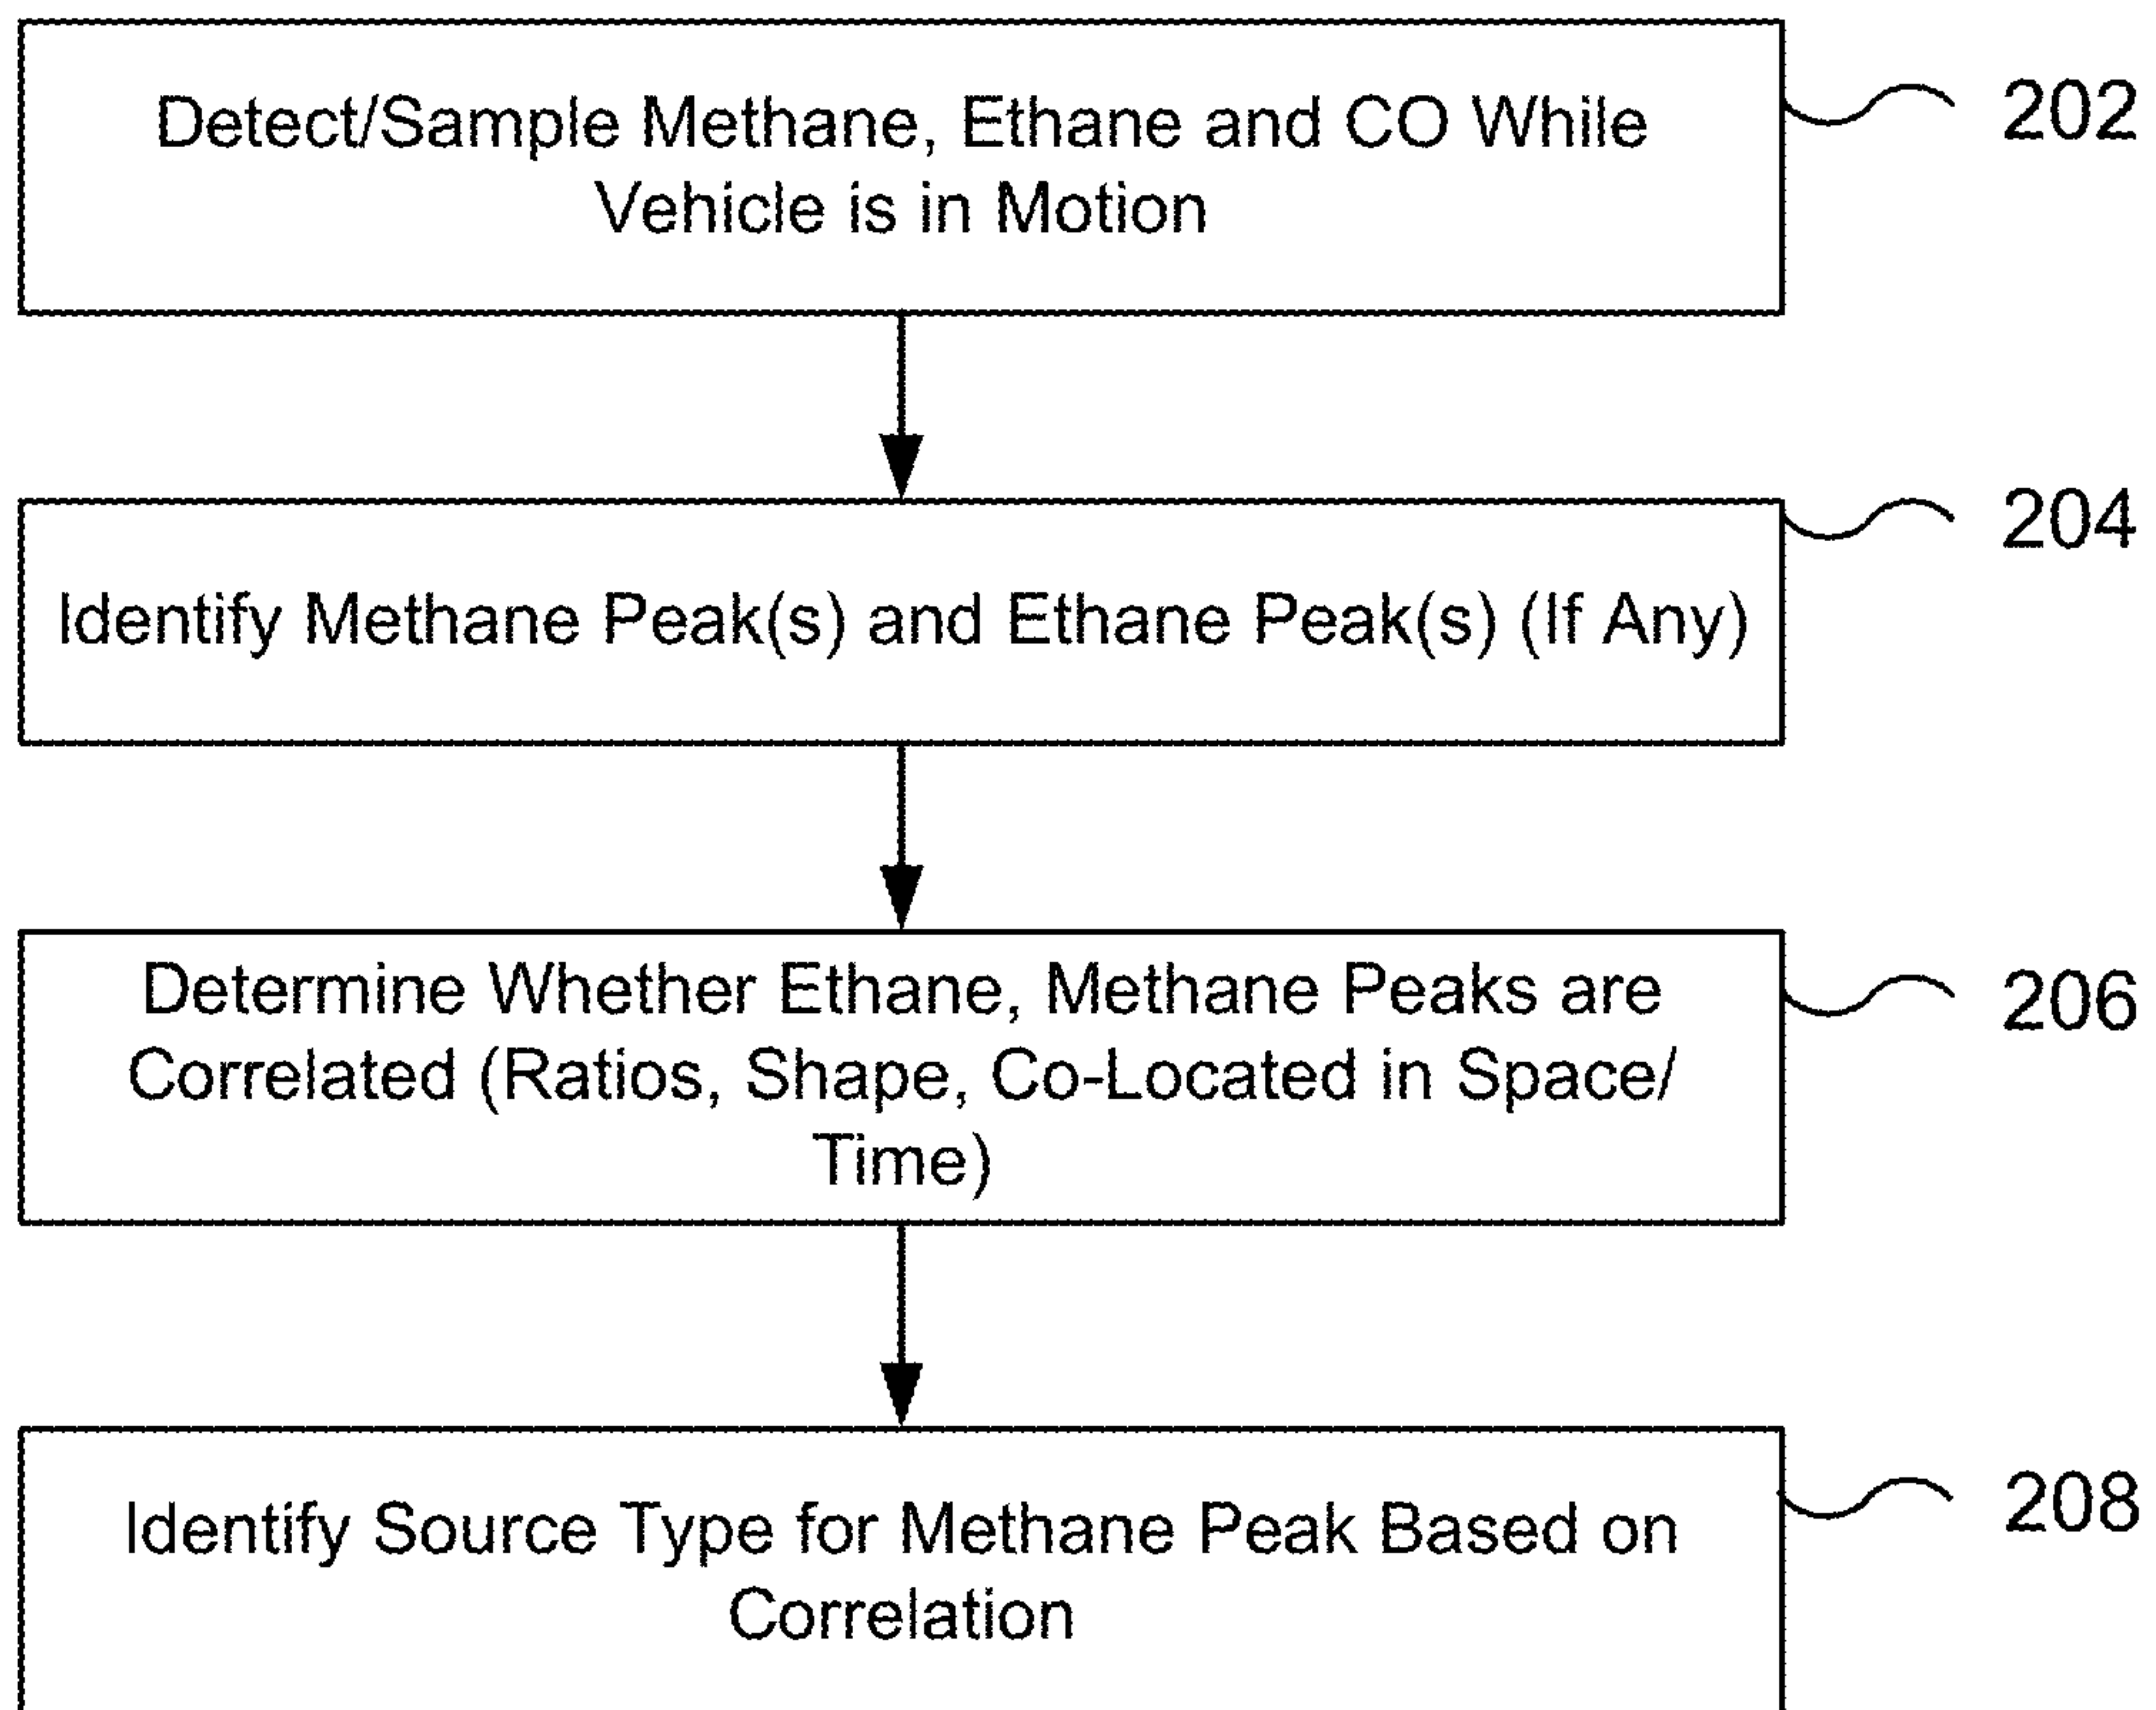 Detect/Sample Methane, Ethane and CO While
Vehicle is in Motion
202
Identify Methane Peak(s) and Ethane Peak(s) (If Any)
204
Determine Whether Ethane, Methane Peaks are
Correlated (Ratios, Shape, Co-Located in Space/
Time)
206
Identify Source Type for Methane Peak Based on
Correlation
208